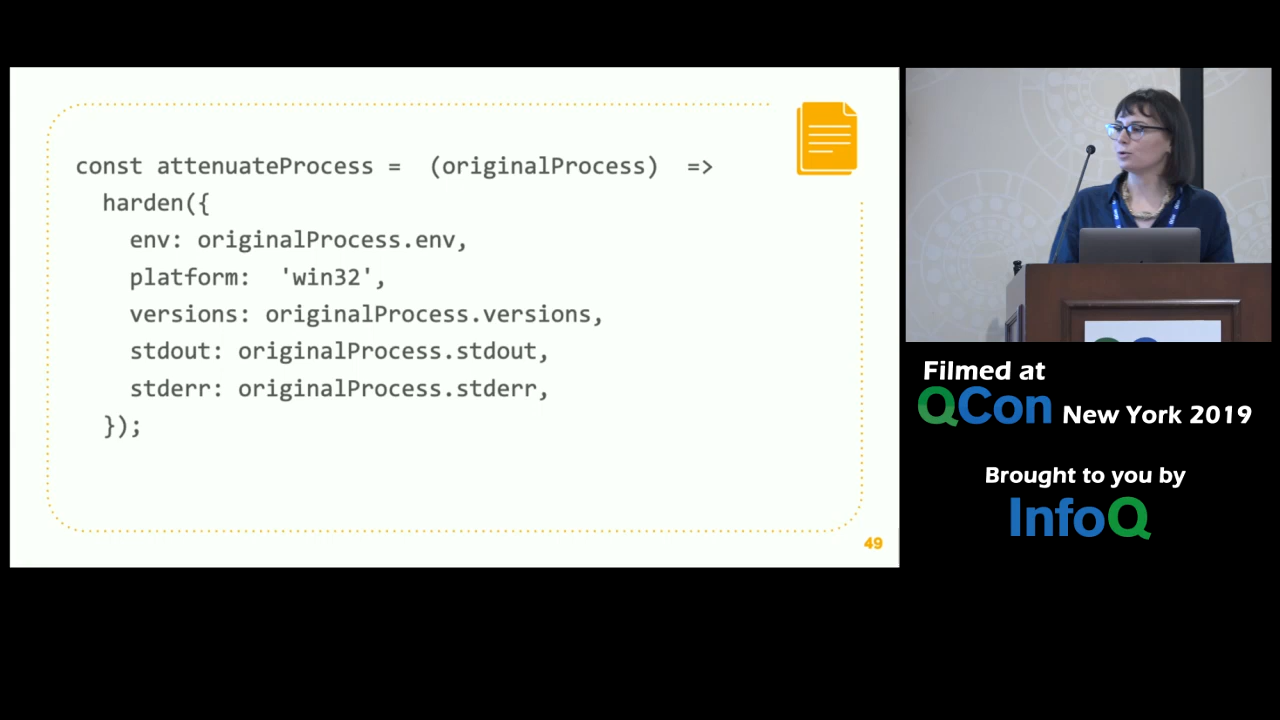 const attenuateProcess =  (originalProcess)  =>
  harden({
    env: originalProcess.env,
    platform:  'win32',
    versions: originalProcess.versions,
    stdout: originalProcess.stdout,
    stderr: originalProcess.stderr,
  });
49
Filmed at
QCon New York 2019
Brought to you by
InfoQ